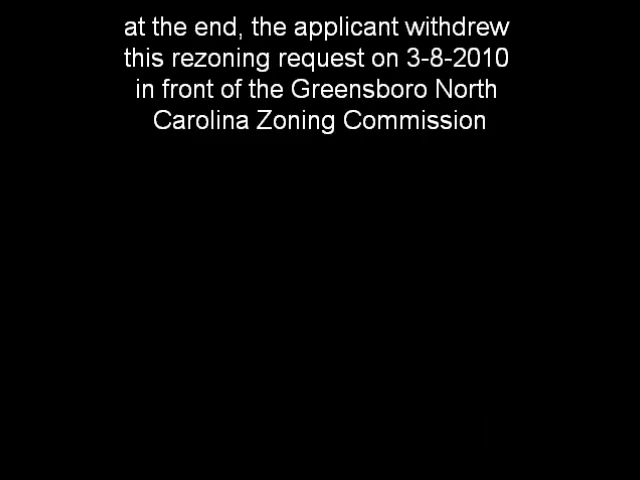 at the end, the applicant withdrew
this rezoning request on 3-8-2010
in front of the Greensboro North
Carolina Zoning Commission